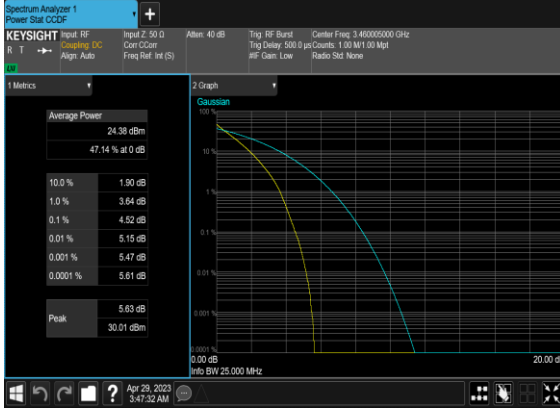 Spectrum Analyzer 1
Power Stat CCDF
+
KEYSIGHT
R T
LU
Input: RF
Coupling: DC
Align: Auto
Input Z: 50 Ω
Corr CCorr
Freq Ref: Int (S)
Atten: 40 dB
Trig: RF Burst
Trig Delay: 500.0 µs
#IF Gain: Low
Center Freq: 3.460005000 GHz
Counts: 1.00 M/1.00 Mpt
Radio Std: None
1 Metrics
Average Power
24.38 dBm
47.14 % at 0 dB
10.0 % 1.90 dB
1.0 % 3.64 dB
0.1 % 4.52 dB
0.01 % 5.15 dB
0.001 % 5.47 dB
0.0001 % 5.61 dB
Peak
5.63 dB
30.01 dBm
2 Graph
Gaussian
100 %
10 %
1 %
0.1 %
0.01 %
0.001 %
0.0001 %
0.00 dB
20.00 d
Info BW 25.000 MHz
?
Apr 29, 2023
3:47:32 AM